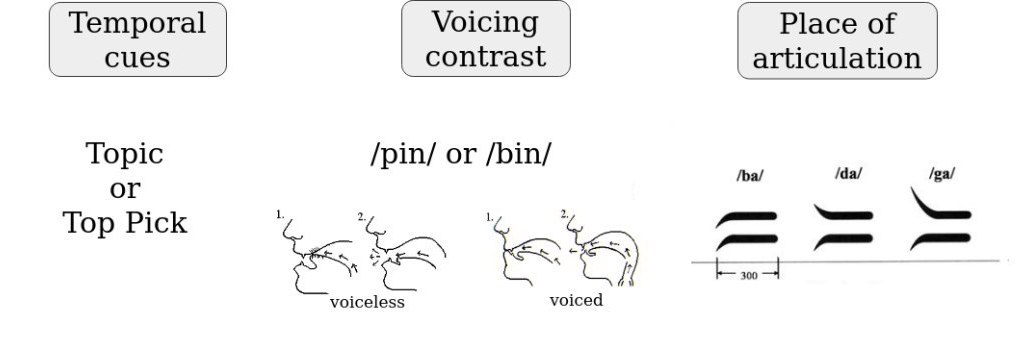 Temporal
cues
Voicing
contrast
Place of
articulation
Topic
or
Top Pick
/pin/ or /bin/
1.
2.
voiceless
1.
2.
voiced
/ba/
/da/
/ga/
300